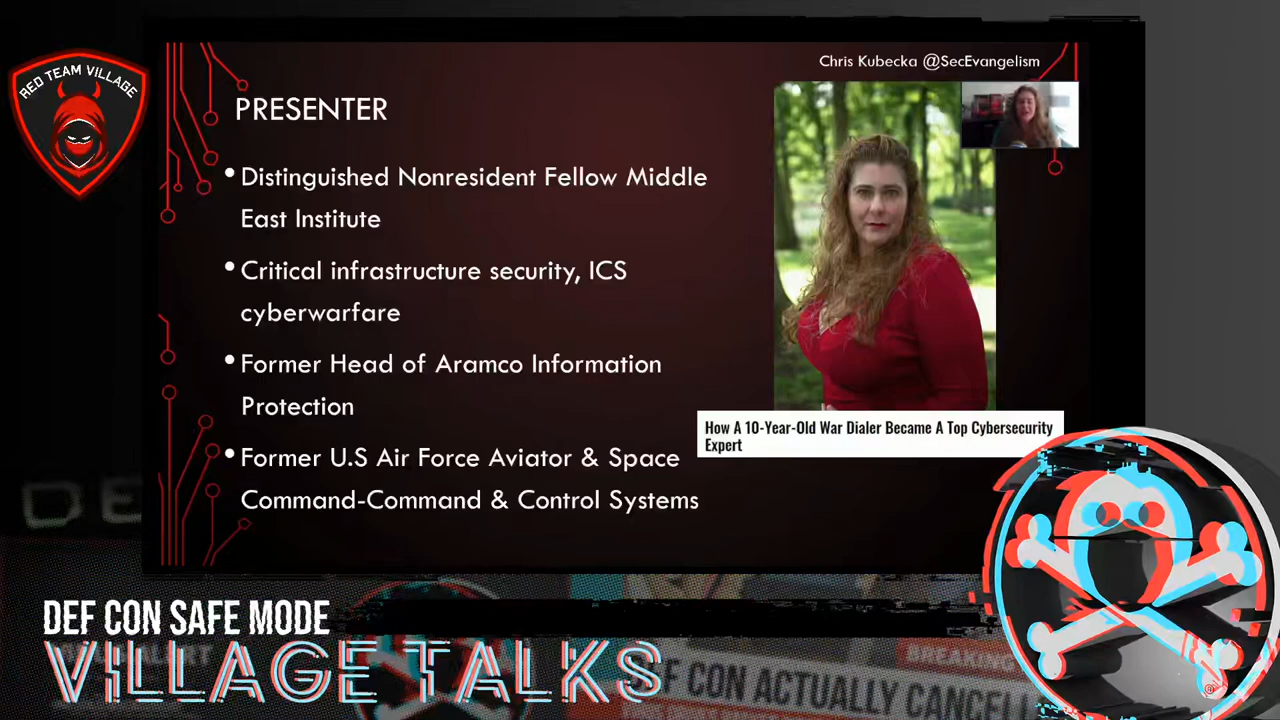 RED TEAM VILLAGE
Chris Kubecka @SecEvangelism
PRESENTER
• Distinguished Nonresident Fellow Middle
East Institute
• Critical infrastructure security, ICS
cyberwarfare
• Former Head of Aramco Information
Protection
• Former U.S Air Force Aviator & Space
Command-Command & Control Systems
How A 10-Year-Old War Dialer Became A Top Cybersecurity
Expert
DE
DEF CON SAFE MODE
VILLAGE TALKS
BREAKING
DEF CON ACTUALLY CANCELL